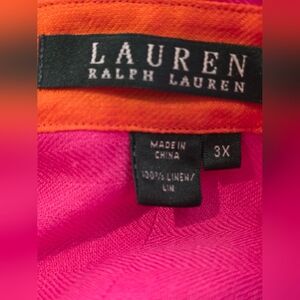 LAUREN
RALPH LAUREN
MADE IN
CHINA
3X
100% LINEN/
LIN